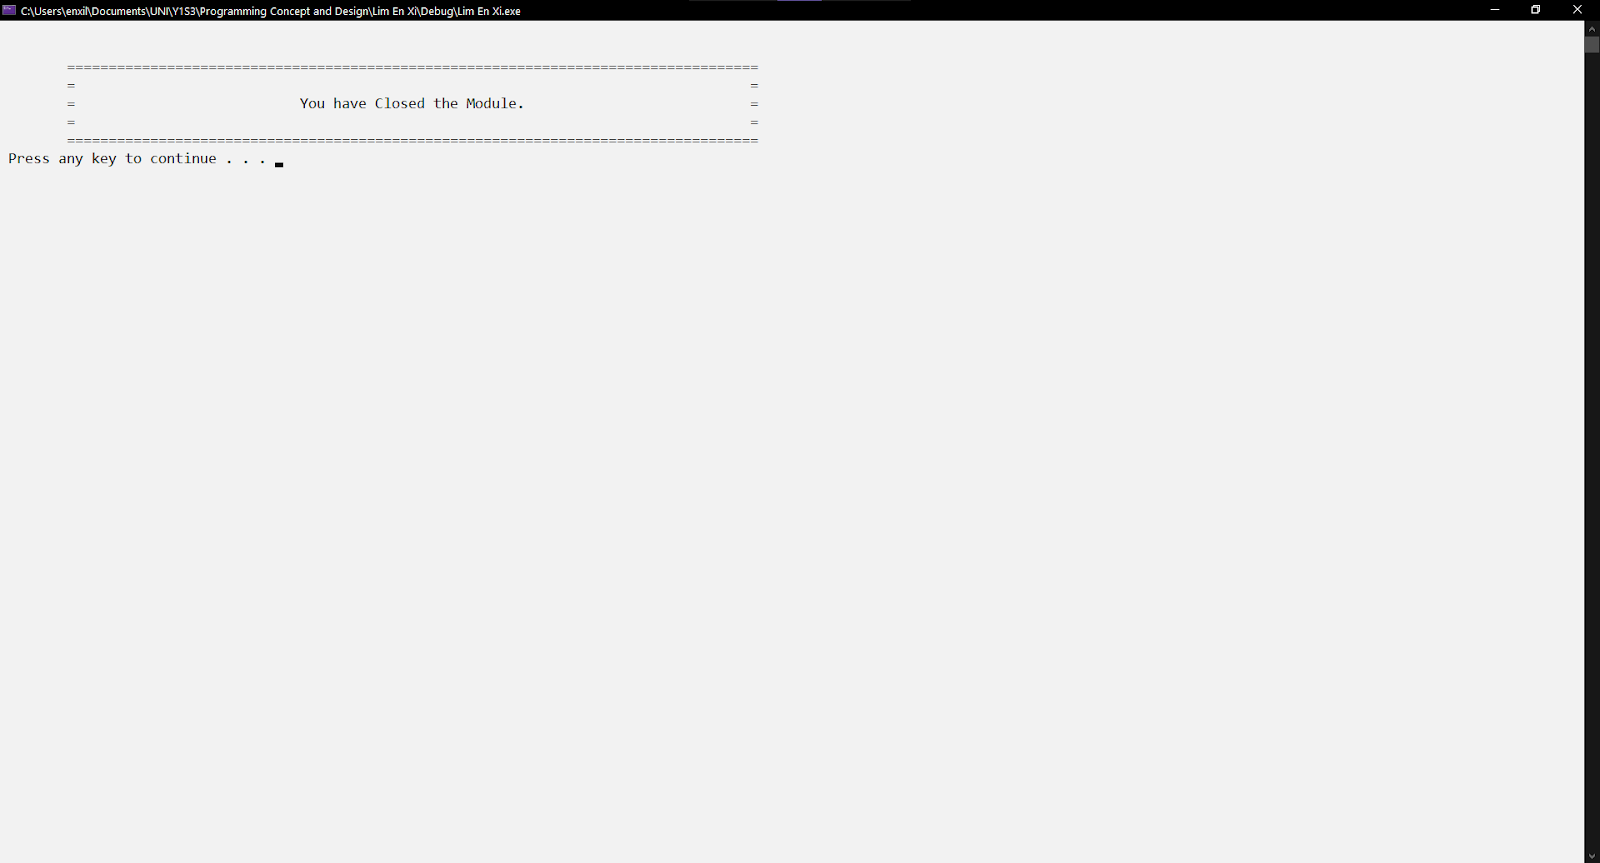 C:\Users\enxil\Documents\UNI\Y1S3\Programming Concept and Design\Lim En Xi\Debug\Lim En Xi.exe
===================================================================================
=                                                                                 =
=                           You have Closed the Module.                           =
=                                                                                 =
===================================================================================
Press any key to continue . . .